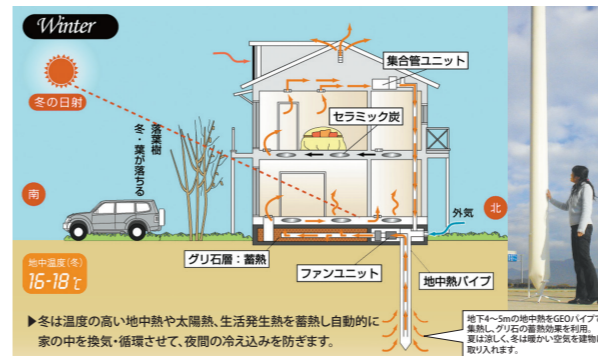 Winter
冬の日射
落葉樹
冬・葉が落ちる
南
集合管ユニット
セラミック炭
外気
北
グリ石層:蓄熱
ファンユニット
地中熱パイプ
地中温度(冬)
16-18℃
▶冬は温度の高い地中熱や太陽熱、生活発生熱を蓄熱し自動的に
家の中を換気・循環させて、夜間の冷え込みを防ぎます。
地下4〜5mの地中熱をGEOパイプで
集熱し、グリ石の蓄熱効果を利用。
夏は涼しく、冬は暖かい空気を建物に
取り入れます。